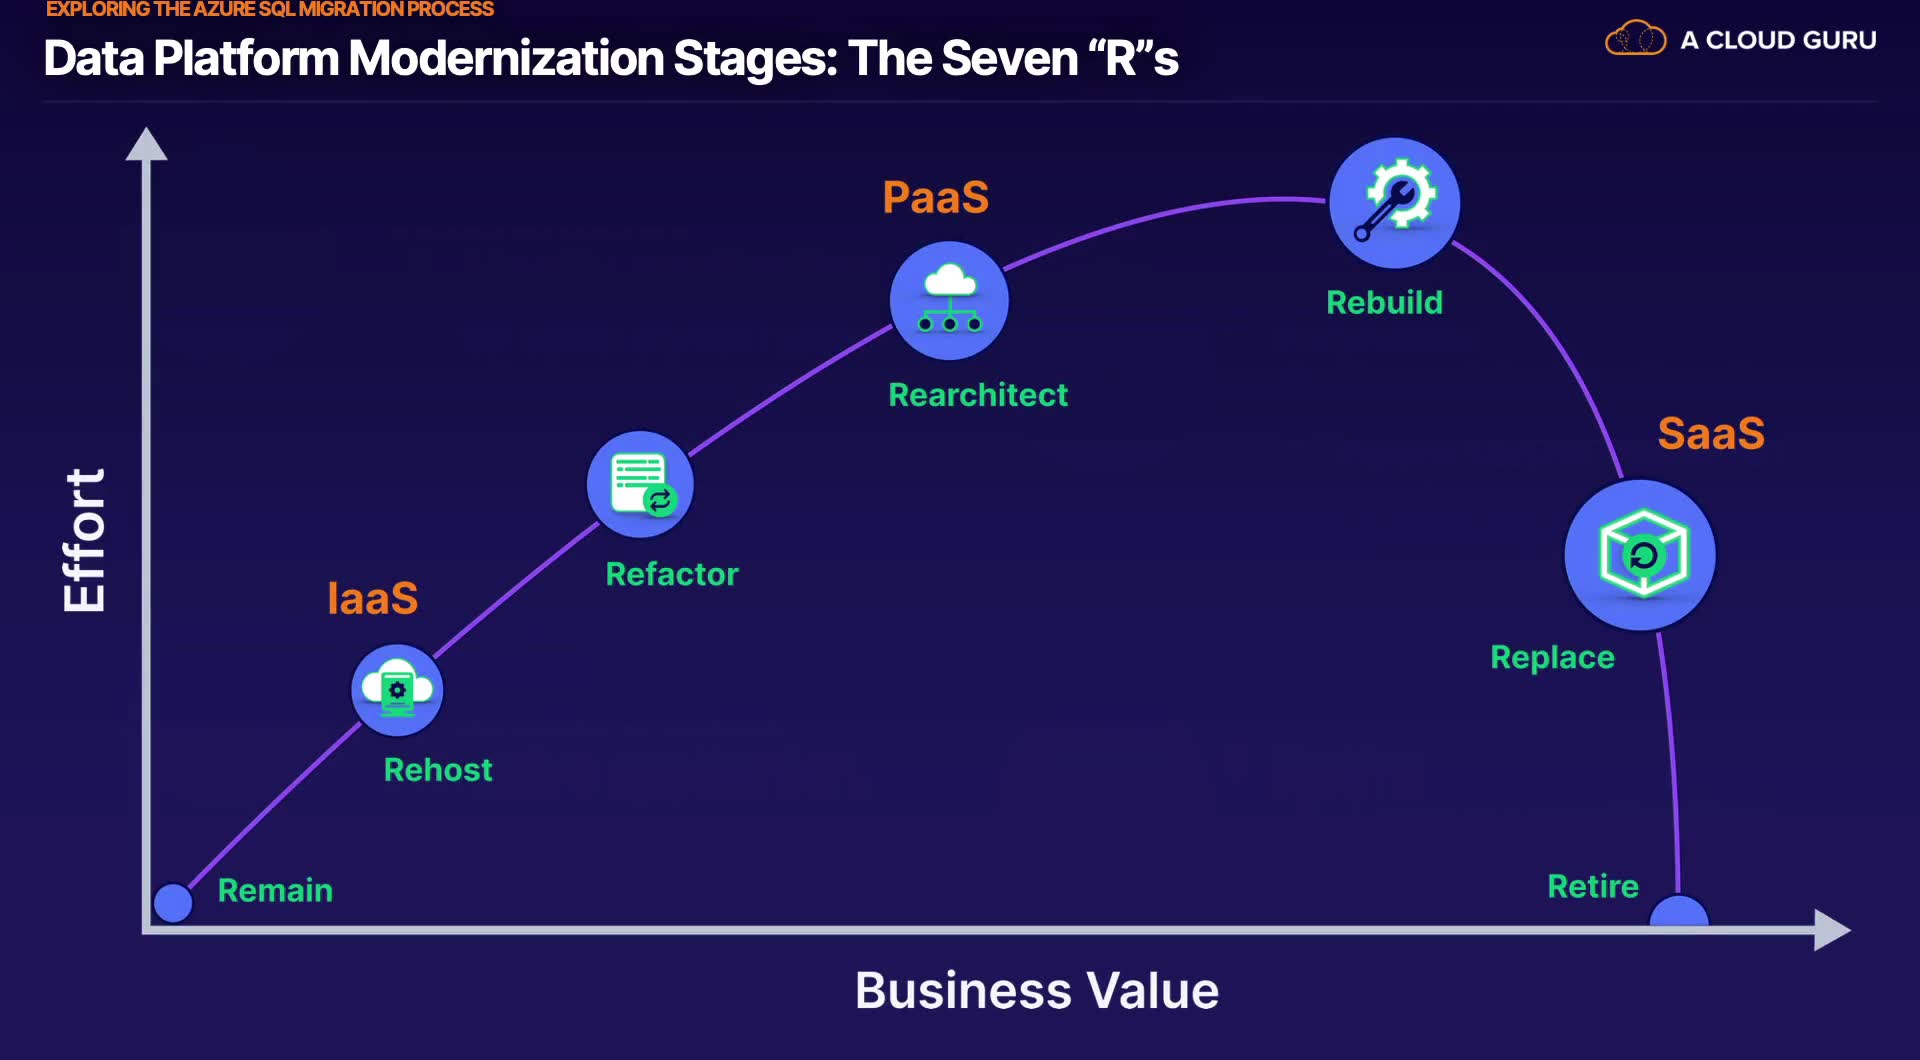 EXPLORING THE AZURE SQL MIGRATION PROCESS
Data Platform Modernization Stages: The Seven “R”s
A CLOUD GURU
PaaS
Rebuild
Rearchitect
SaaS
Effort
Refactor
IaaS
Replace
Rehost
Remain
Retire
Business Value